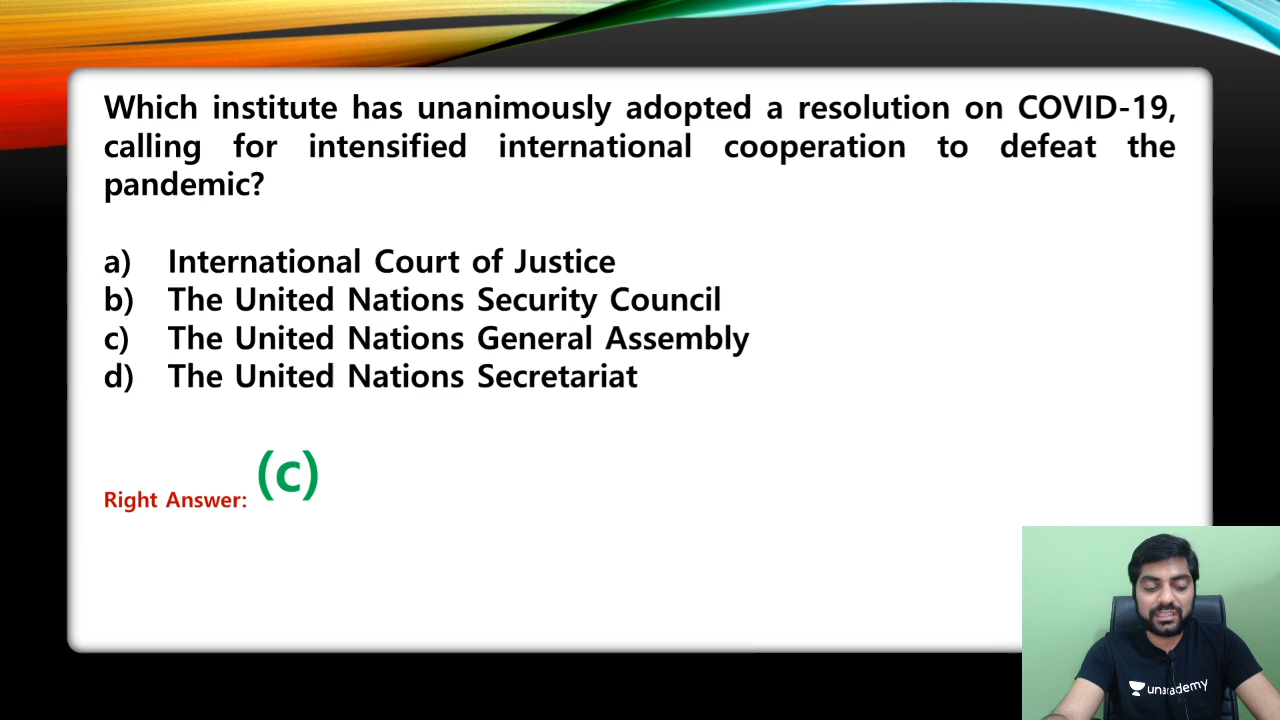 Which institute has unanimously adopted a resolution on COVID-19,
calling for intensified international cooperation to defeat the
pandemic?
a) International Court of Justice
b) The United Nations Security Council
c) The United Nations General Assembly
d) The United Nations Secretariat
Right Answer: (c)
unacademy